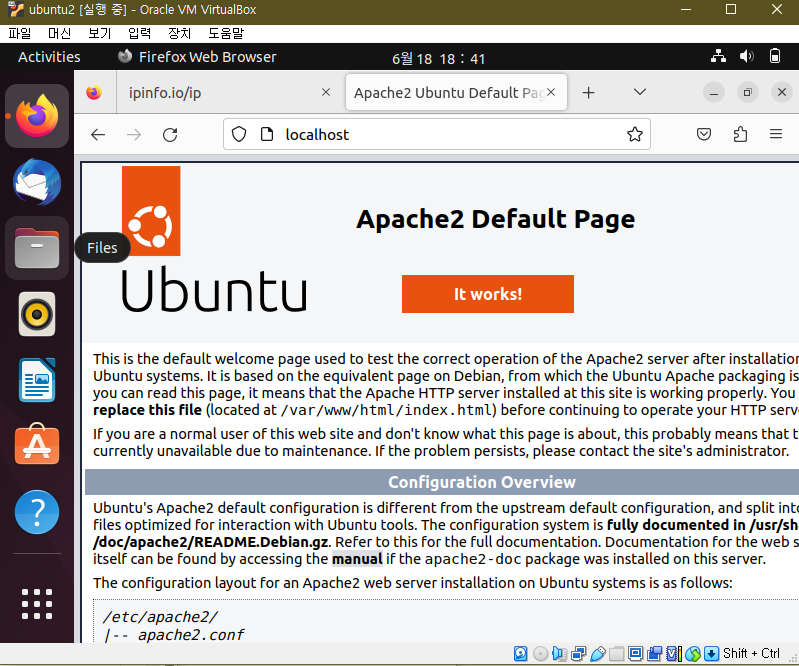 ubuntu2 [실행 중] - Oracle VM VirtualBox
파일 머신 보기 입력 장치 도움말
Activities Firefox Web Browser 6월 18 18 : 41
ipinfo.io/ip Apache2 Ubuntu Default Pag
localhost
Apache2 Default Page
Files
Ubuntu
It works!
This is the default welcome page used to test the correct operation of the Apache2 server after installation
Ubuntu systems. It is based on the equivalent page on Debian, from which the Ubuntu Apache packaging is
you can read this page, it means that the Apache HTTP server installed at this site is working properly. You
replace this file (located at /var/www/html/index.html) before continuing to operate your HTTP serv
If you are a normal user of this web site and don't know what this page is about, this probably means that t
currently unavailable due to maintenance. If the problem persists, please contact the site's administrator.
Configuration Overview
Ubuntu's Apache2 default configuration is different from the upstream default configuration, and split into
files optimized for interaction with Ubuntu tools. The configuration system is fully documented in /usr/sha
/doc/apache2/README.Debian.gz. Refer to this for the full documentation. Documentation for the web s
itself can be found by accessing the manual if the apache2-doc package was installed on this server.
The configuration layout for an Apache2 web server installation on Ubuntu systems is as follows:
/etc/apache2/
|-- apache2.conf
Shift + Ctrl